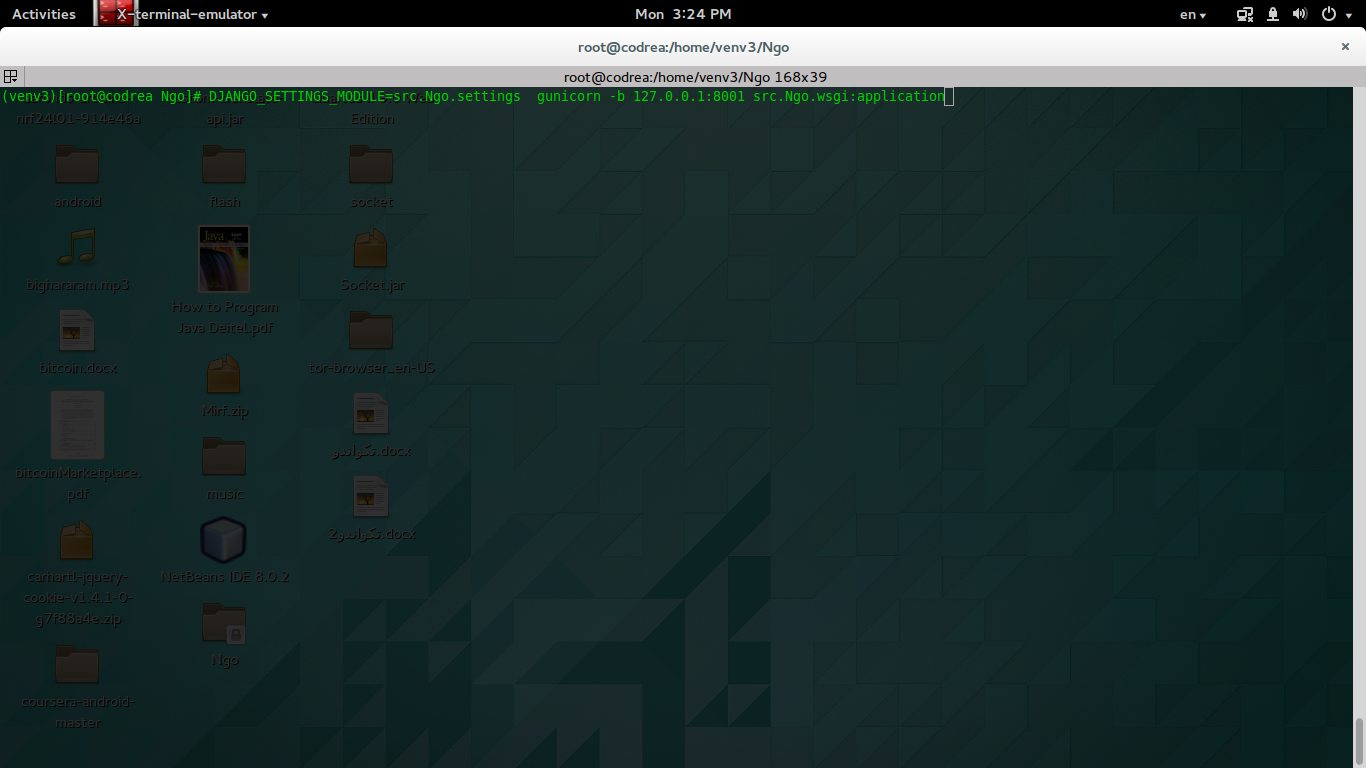 Activities X-terminal-emulator Mon 3:24 PM en
root@codrea:/home/venv3/Ngo ×
root@codrea:/home/venv3/Ngo 168x39
(venv3)[root@codrea Ngo]# DJANGO_SETTINGS_MODULE=src.Ngo.settings  gunicorn -b 127.0.0.1:8001 src.Ngo.wsgi:application
nrf24l01-914e46a
api.jar
Edition
android
flash
socket
bighararam.mp3
Java
How to Program
Java Deitel.pdf
Socket.jar
bitcoin.docx
Mirf.zip
tor-browser_en-US
bitcoinMarketplace.
pdf
music
تکواندو.docx
carhartl-jquery-
cookie-v1.4.1-0-
g7f88a4e.zip
NetBeans IDE 8.0.2
تکواندو2.docx
coursera-android-
master
Ngo